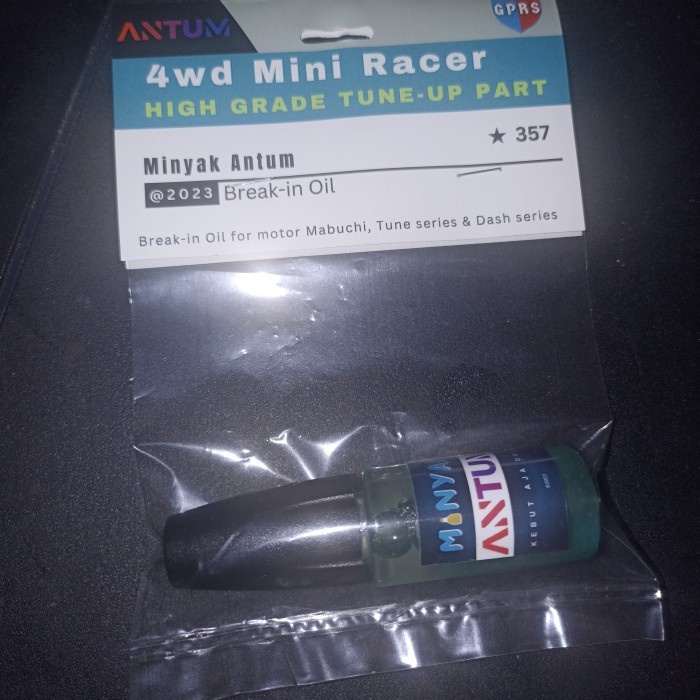 ANTUM
GPRS
4wd Mini Racer
HIGH GRADE TUNE-UP PART
★ 357
Minyak Antum
@2023 Break-in Oil
Break-in Oil for motor Mabuchi, Tune series & Dash series
MINYA
ANTUM
KEBUT AJA